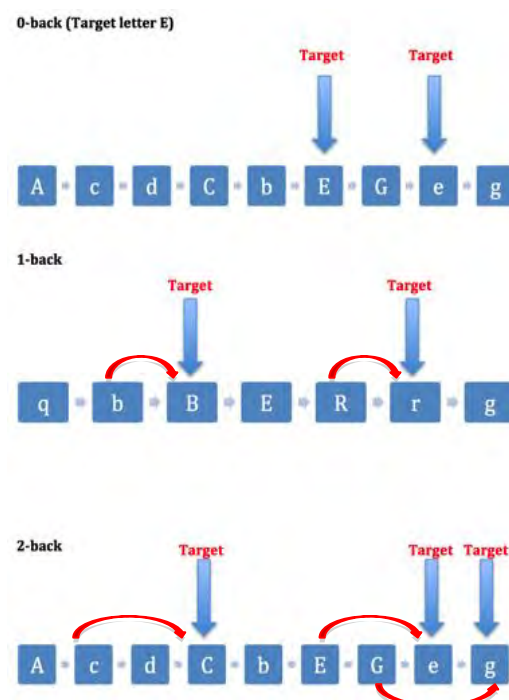 0-back (Target letter E)
Target Target
A c d C b E G e g
1-back
Target Target
q b B E R r g
2-back
Target Target Target
A c d C b E G e g